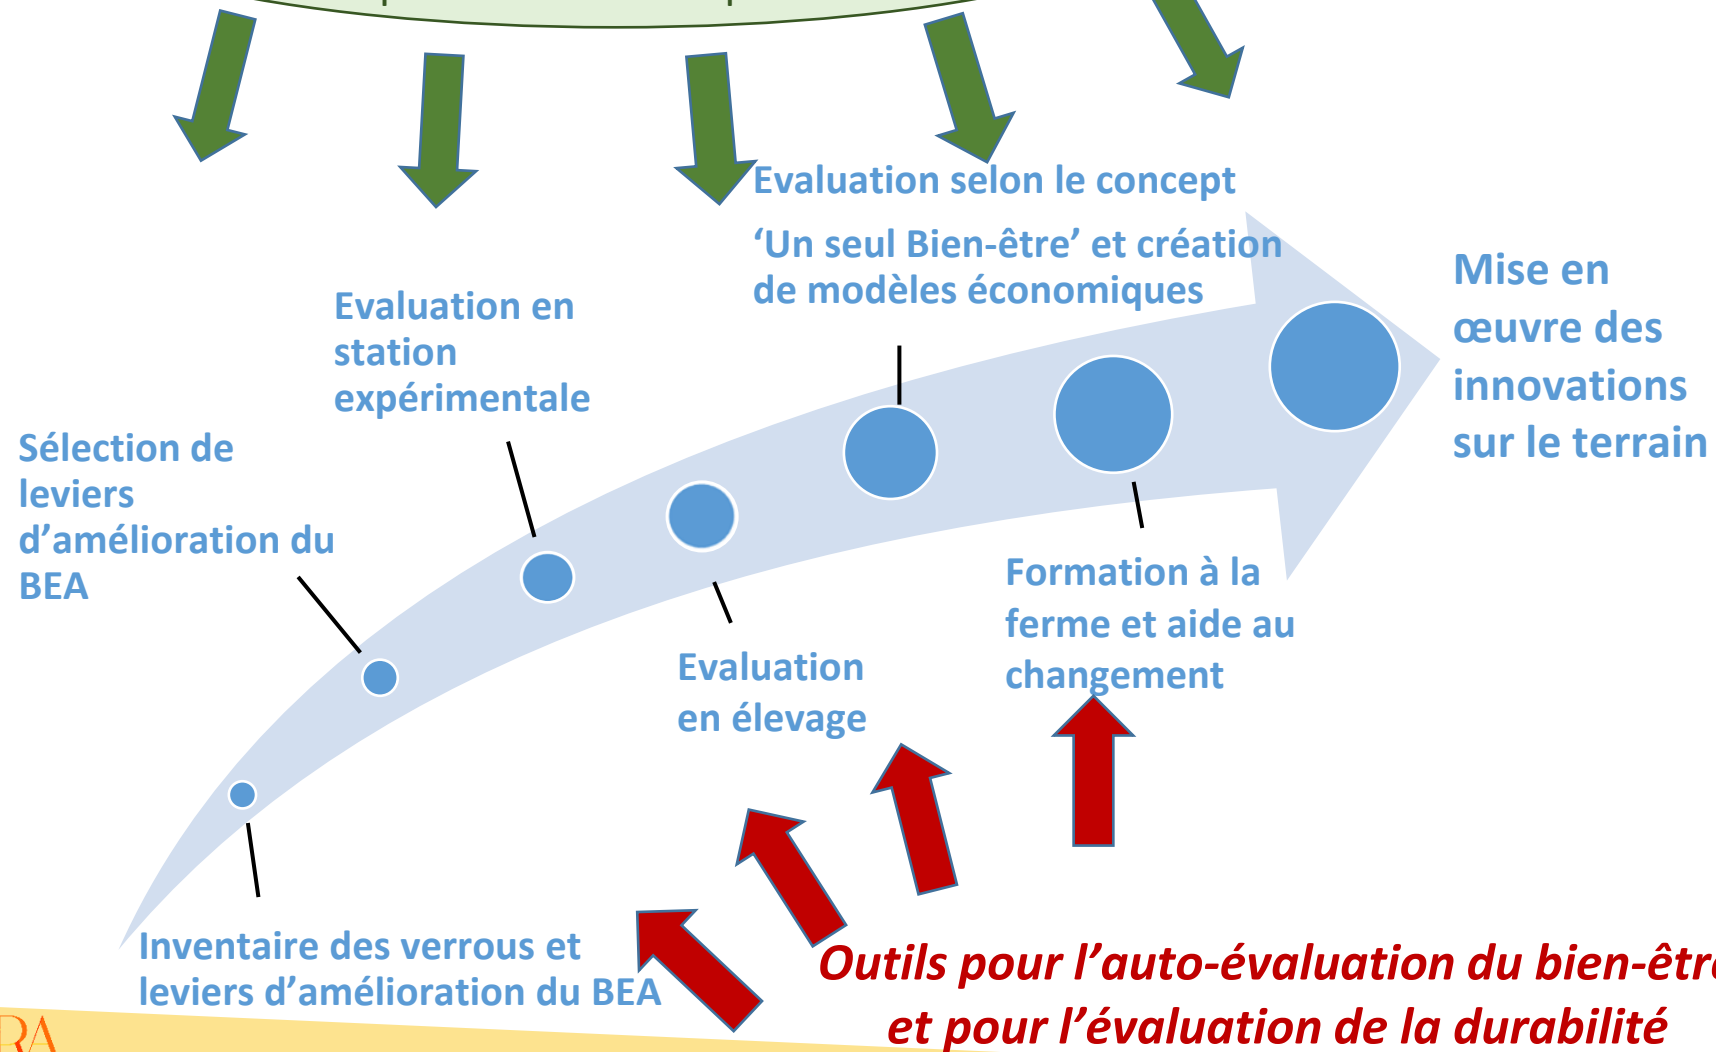 Evaluation selon le concept
‘Un seul Bien-être’ et création
de modèles économiques
Mise en
œuvre des
innovations
sur le terrain
Evaluation en
station
expérimentale
Sélection de
leviers
d’amélioration du
BEA
Formation à la
ferme et aide au
changement
Evaluation
en élevage
Inventaire des verrous et
leviers d’amélioration du BEA
Outils pour l’auto-évaluation du bien-être
et pour l’évaluation de la durabilité
RA